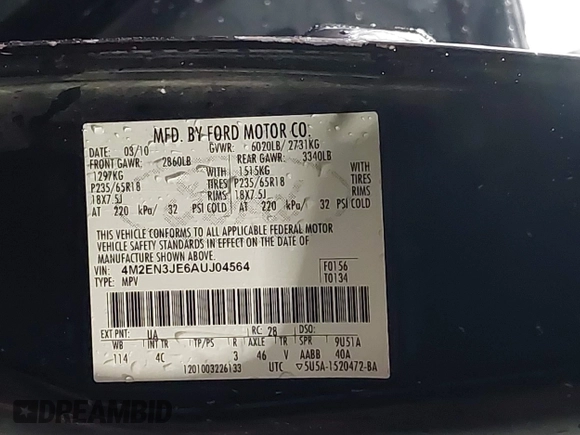 MFD. BY FORD MOTOR CO.
DATE: 03/10 GVWR: 6020LB/ 2731KG
FRONT GAWR: 2860LB REAR GAWR: 3340LB
1297KG WITH 1515KG WITH
P235/65R18 TIRES P235/65R18 TIRES
18X7.5J RIMS 18X7.5J RIMS
AT 220 kPa/ 32 PSI COLD AT 220 kPa/ 32 PSI COLD
THIS VEHICLE CONFORMS TO ALL APPLICABLE FEDERAL MOTOR
VEHICLE SAFETY STANDARDS IN EFFECT ON THE DATE OF
MANUFACTURE SHOWN ABOVE.
VIN: 4M2EN3JE6AUJ04564 F0156
TYPE: MPV T0134
EXT PNT: UA RC: 28 DSO:
WB INT TR TP/PS R AXLE TR SPR 9U51A
114 4C 3 46 V AABB 40A
1201003226133 UTC ▽5U5A-1520472-BA
DREAMBID